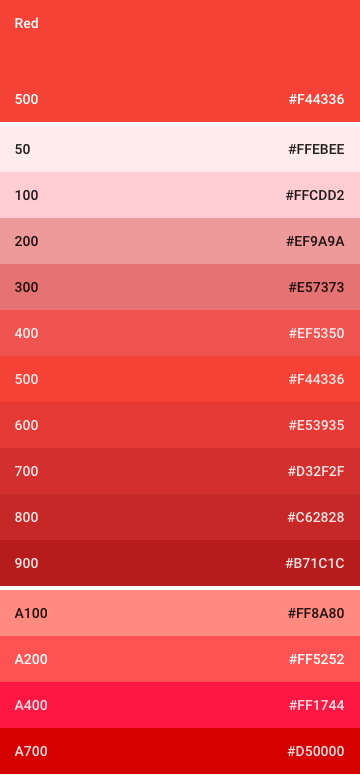 Red
500 #F44336
50 #FFEBEE
100 #FFCDD2
200 #EF9A9A
300 #E57373
400 #EF5350
500 #F44336
600 #E53935
700 #D32F2F
800 #C62828
900 #B71C1C
A100 #FF8A80
A200 #FF5252
A400 #FF1744
A700 #D50000